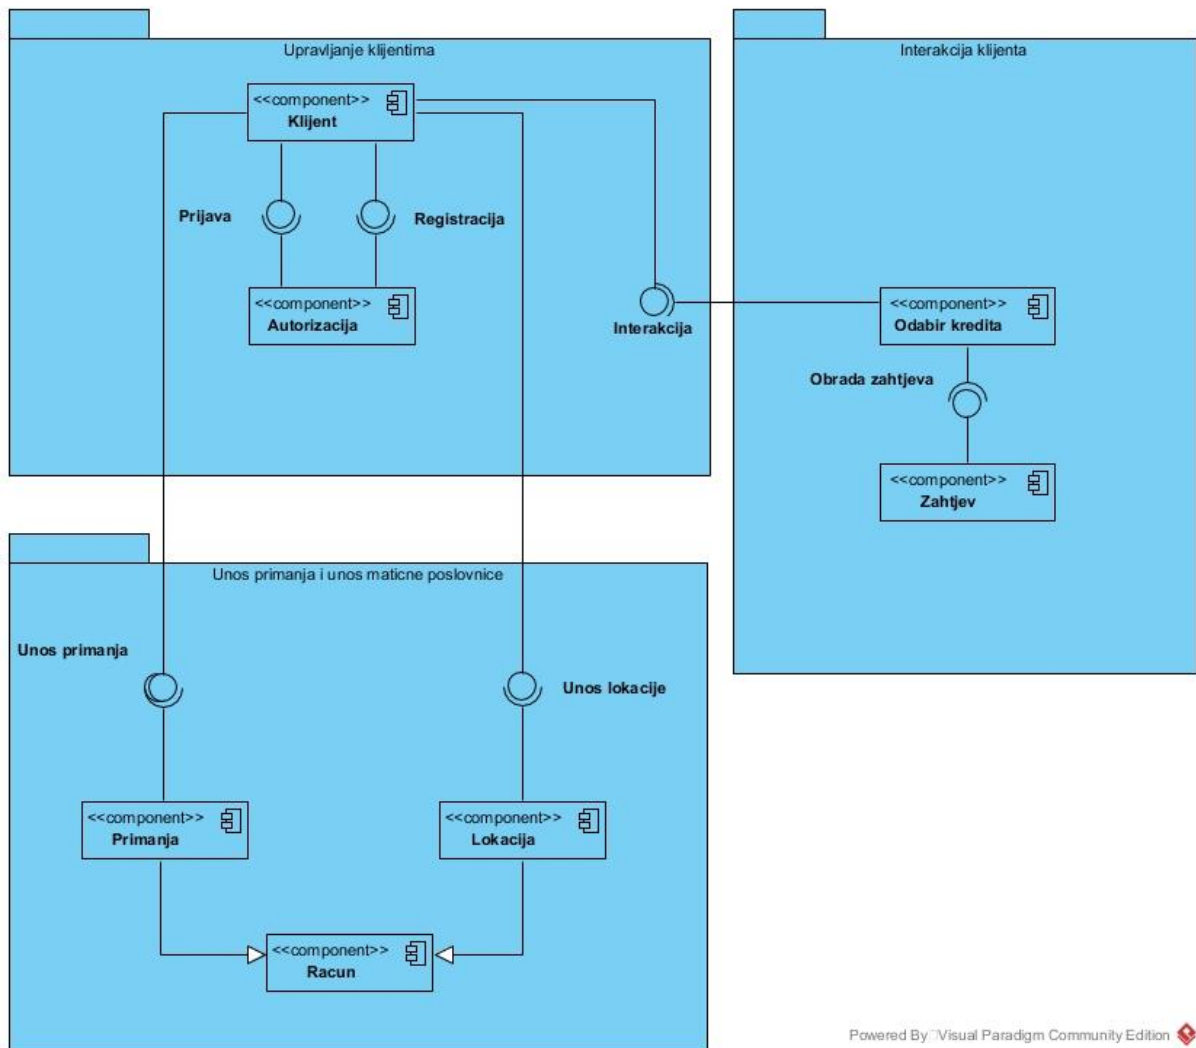 Upravljanje klijentima
<<component>>
Klijent
Prijava
Registracija
<<component>>
Autorizacija
Interakcija
Interakcija klijenta
<<component>>
Odabir kredita
Obrada zahtjeva
<<component>>
Zahtjev
Unos primanja i unos maticne poslovnice
Unos primanja
Unos lokacije
<<component>>
Primanja
<<component>>
Lokacija
<<component>>
Racun
Powered By Visual Paradigm Community Edition